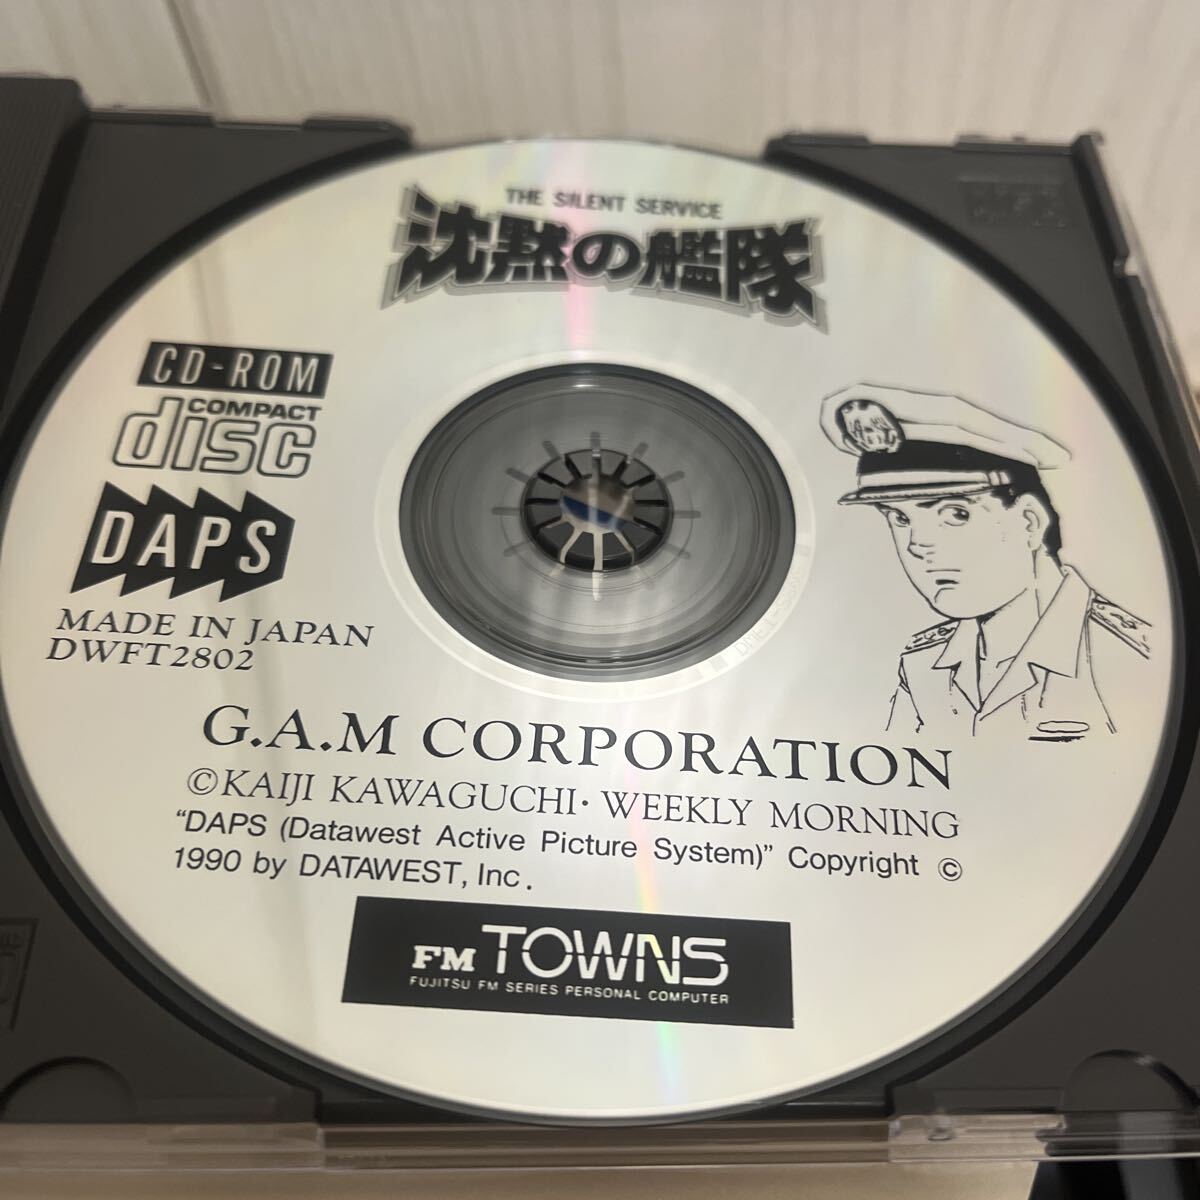 THE SILENT SERVICE
沈黙の艦隊
CD-ROM
COMPACT
disc
DAPS
MADE IN JAPAN
DWFT2802
G.A.M CORPORATION
©KAIJI KAWAGUCHI・WEEKLY MORNING
“DAPS (Datawest Active Picture System)” Copyright ©
1990 by DATAWEST, Inc.
FM TOWNS
FUJITSU FM SERIES PERSONAL COMPUTER